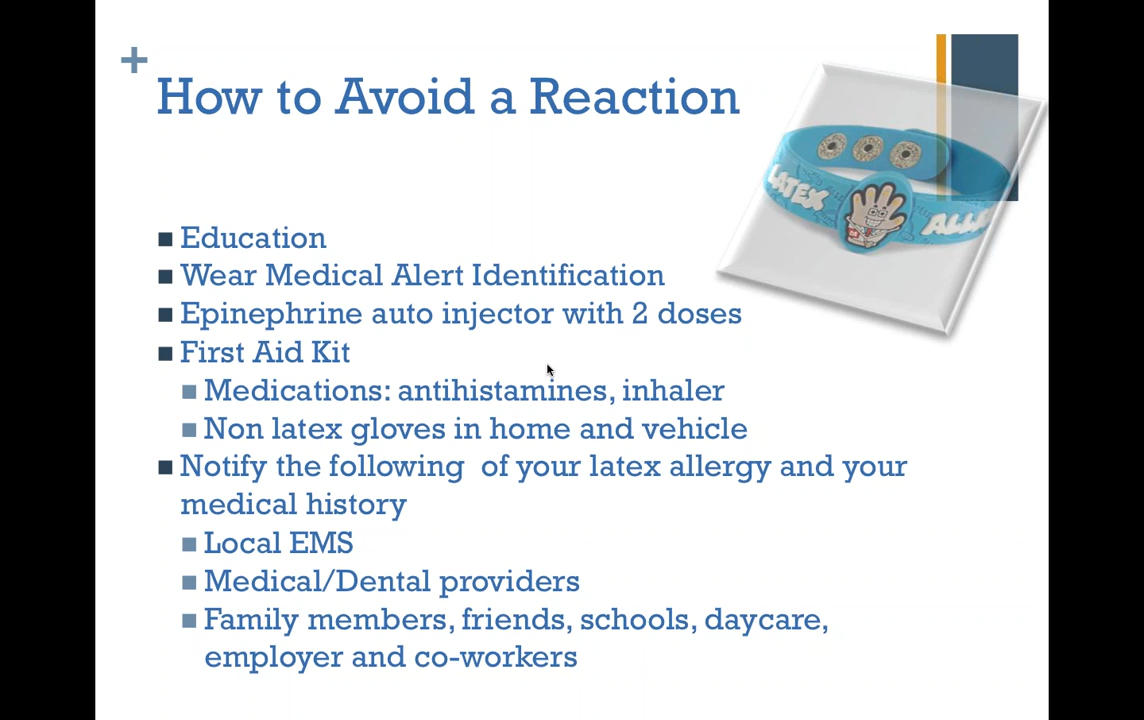 +
How to Avoid a Reaction
LATEX
ALLE
Education
Wear Medical Alert Identification
Epinephrine auto injector with 2 doses
First Aid Kit
Medications: antihistamines, inhaler
Non latex gloves in home and vehicle
Notify the following of your latex allergy and your
medical history
Local EMS
Medical/Dental providers
Family members, friends, schools, daycare,
employer and co-workers